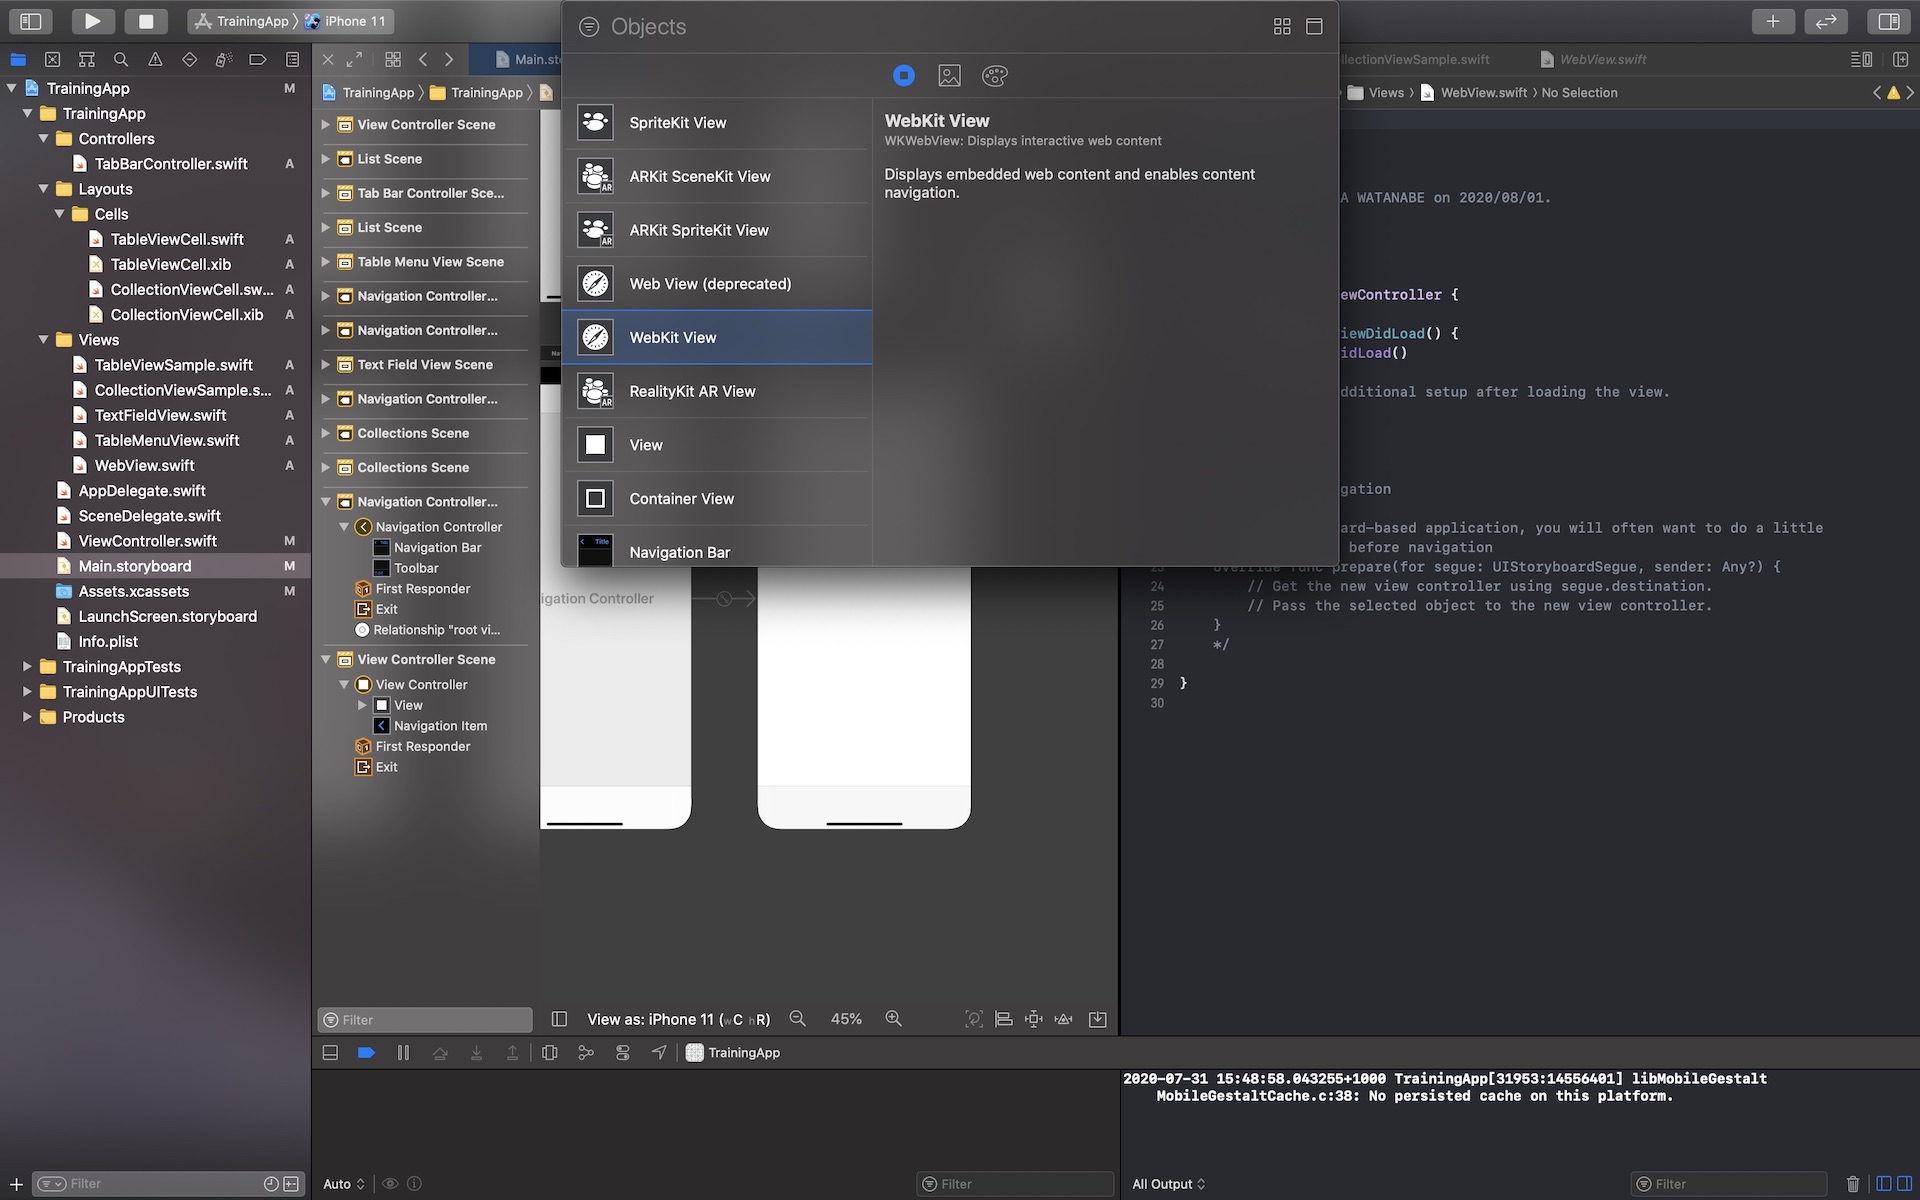 TrainingApp 〉 iPhone 11
Objects
TrainingApp M
TrainingApp
Controllers
TabBarController.swift A
Layouts
Cells
TableViewCell.swift A
TableViewCell.xib A
CollectionViewCell.sw... A
CollectionViewCell.xib A
Views
TableViewSample.swift A
CollectionViewSample.s... A
TextFieldView.swift A
TableMenuView.swift A
WebView.swift A
AppDelegate.swift
SceneDelegate.swift
ViewController.swift M
Main.storyboard M
Assets.xcassets M
LaunchScreen.storyboard
Info.plist
TrainingAppTests
TrainingAppUITests
Products
Filter
Main.st
TrainingApp 〉 TrainingApp 〉
View Controller Scene
List Scene
Tab Bar Controller Sce...
List Scene
Table Menu View Scene
Navigation Controller...
Navigation Controller...
Text Field View Scene
Navigation Controller...
Collections Scene
Collections Scene
Navigation Controller...
Navigation Controller
Navigation Bar
Toolbar
First Responder
Exit
Relationship "root vi...
View Controller Scene
View Controller
View
Navigation Item
First Responder
Exit
Filter
SpriteKit View
ARKit SceneKit View
ARKit SpriteKit View
Web View (deprecated)
WebKit View
RealityKit AR View
View
Container View
Navigation Bar
WebKit View
WKWebView: Displays interactive web content
Displays embedded web content and enables content
navigation.
igation Controller
View as: iPhone 11 (wC hR) 45%
llectionViewSample.swift WebView.swift
Views 〉 WebView.swift 〉 No Selection
A WATANABE on 2020/08/01.
ewController {
iewDidLoad() {
idLoad()
dditional setup after loading the view.
gation
ard-based application, you will often want to do a little
before navigation
23 override func prepare(for segue: UIStoryboardSegue, sender: Any?) {
24 // Get the new view controller using segue.destination.
25 // Pass the selected object to the new view controller.
26 }
27 */
28
29 }
30
TrainingApp
2020-07-31 15:48:58.043255+1000 TrainingApp[31953:14556401] libMobileGestalt
MobileGestaltCache.c:38: No persisted cache on this platform.
Auto Filter
All Output Filter